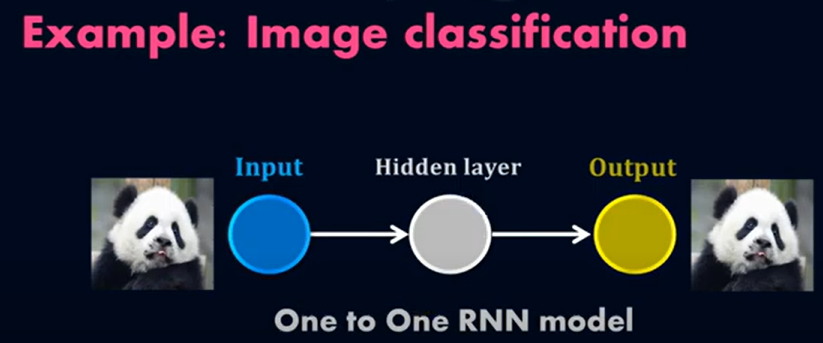 Example: Image classification
Input
Hidden layer
Output
One to One RNN model